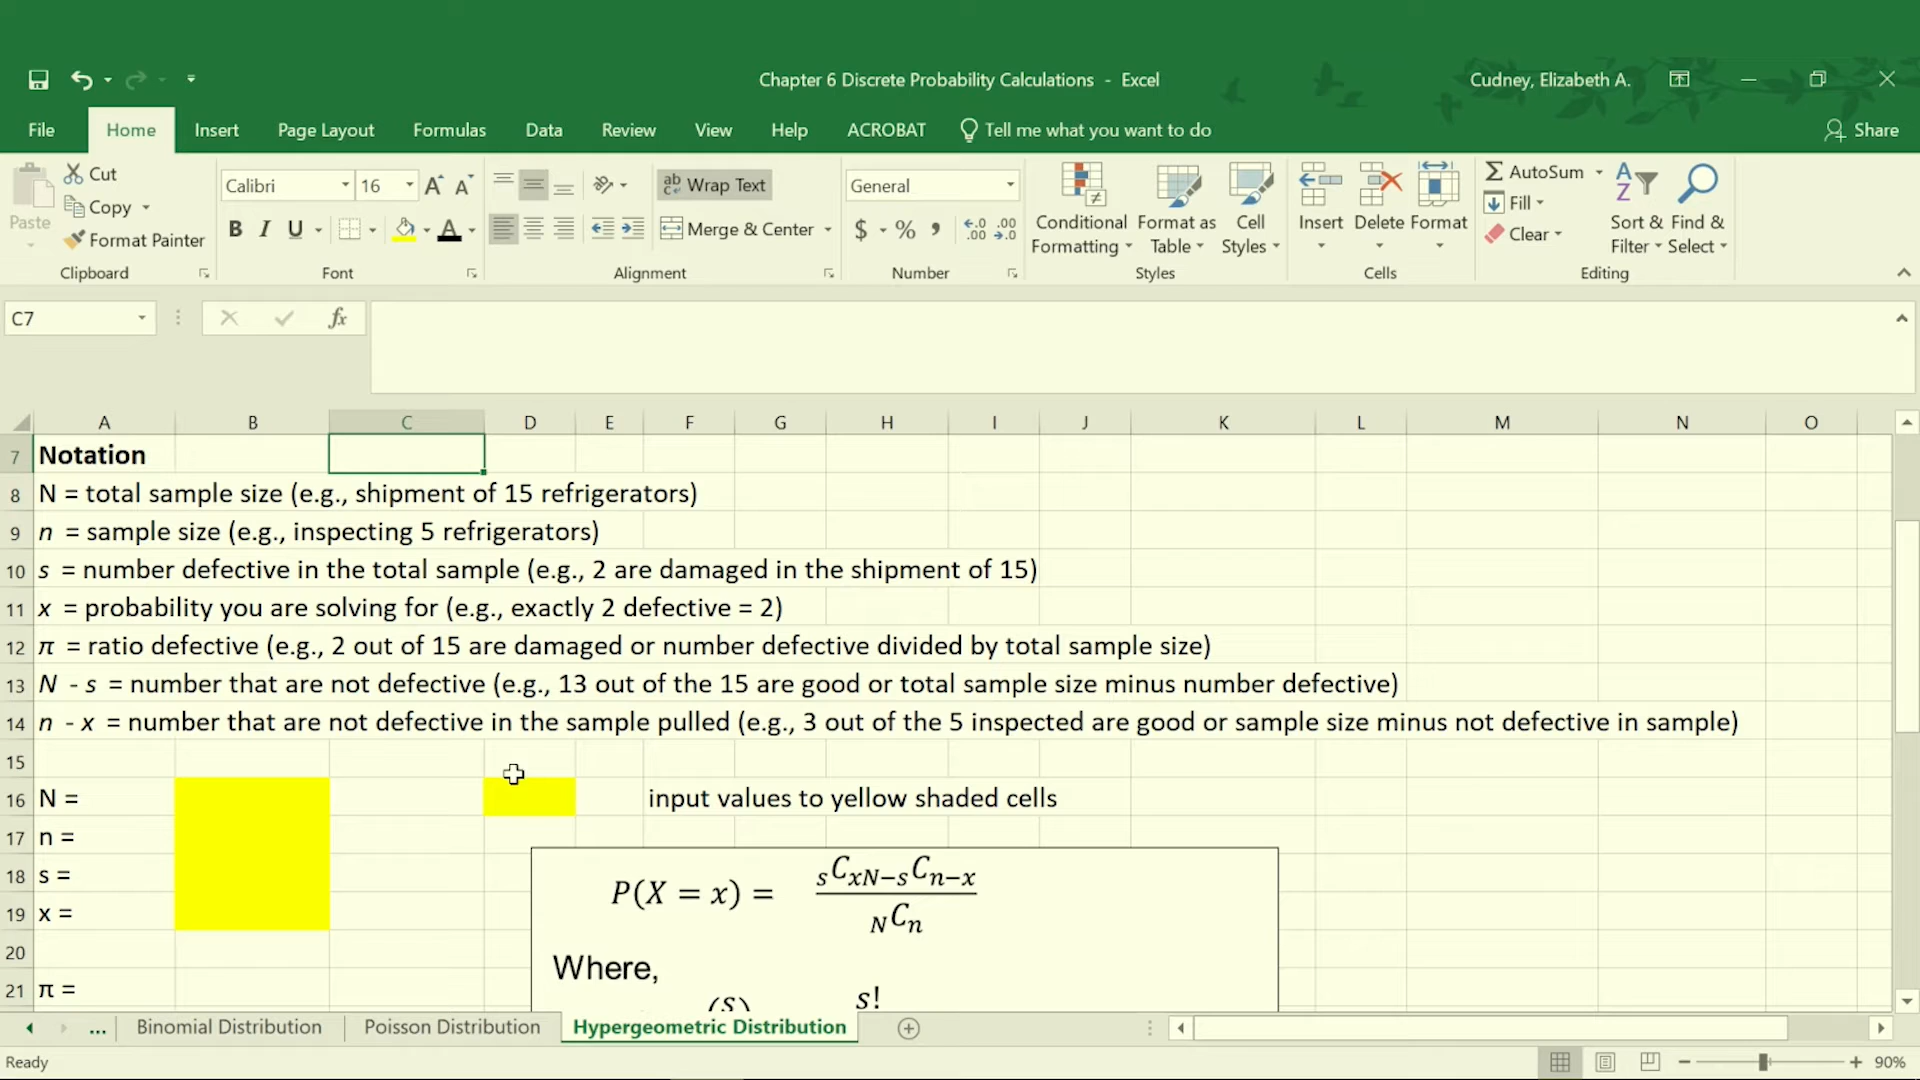 Chapter 6 Discrete Probability Calculations - Excel
Cudney, Elizabeth A.
File Home Insert Page Layout Formulas Data Review View Help ACROBAT Tell me what you want to do Share
Paste
Cut
Copy
Format Painter
Clipboard
Calibri 16
B I U
Font
ab Wrap Text
Merge & Center
Alignment
General
$ % ,
Number
Conditional Formatting
Format as Table
Cell Styles
Styles
Insert Delete Format
Cells
AutoSum
Fill
Clear
Sort & Filter
Find & Select
Editing
C7 fx
A B C D E F G H I J K L M N O
7 Notation
8 N = total sample size (e.g., shipment of 15 refrigerators)
9 n = sample size (e.g., inspecting 5 refrigerators)
10 s = number defective in the total sample (e.g., 2 are damaged in the shipment of 15)
11 x = probability you are solving for (e.g., exactly 2 defective = 2)
12 π = ratio defective (e.g., 2 out of 15 are damaged or number defective divided by total sample size)
13 N - s = number that are not defective (e.g., 13 out of the 15 are good or total sample size minus number defective)
14 n - x = number that are not defective in the sample pulled (e.g., 3 out of the 5 inspected are good or sample size minus not defective in sample)
15
16 N = input values to yellow shaded cells
17 n =
18 s =
19 x =
20
21 π =
P(X = x) = sCxN−sCn−x
NCn
Where,
(s) s!
... Binomial Distribution Poisson Distribution Hypergeometric Distribution
Ready 90%